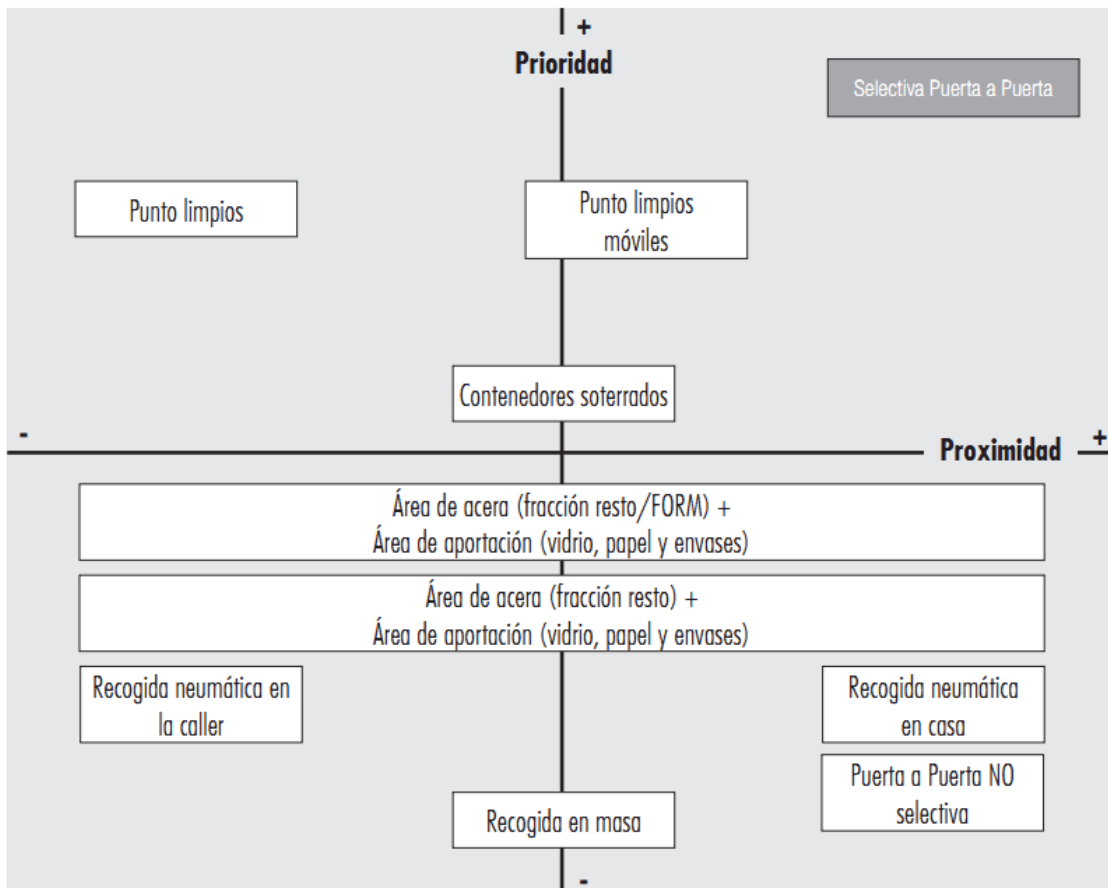 +
Prioridad
Selectiva Puerta a Puerta
Punto limpios
Punto limpios
móviles
Contenedores soterrados
-
Proximidad
+
Área de acera (fracción resto/FORM) +
Área de aportación (vidrio, papel y envases)
Área de acera (fracción resto) +
Área de aportación (vidrio, papel y envases)
Recogida neumática en
la caller
Recogida neumática
en casa
Puerta a Puerta NO
selectiva
Recogida en masa
-